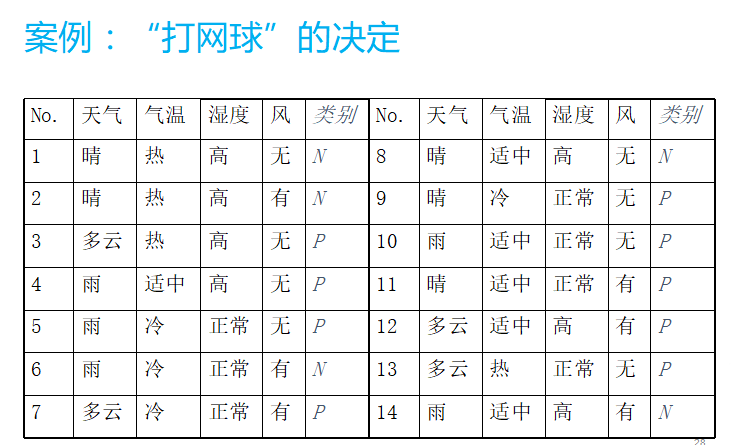 案例：“打网球”的决定
No. 天气 气温 湿度 风 类别 No. 天气 气温 湿度 风 类别
1 晴 热 高 无 N 8 晴 适中 高 无 N
2 晴 热 高 有 N 9 晴 冷 正常 无 P
3 多云 热 高 无 P 10 雨 适中 正常 无 P
4 雨 适中 高 无 P 11 晴 适中 正常 有 P
5 雨 冷 正常 无 P 12 多云 适中 高 有 P
6 雨 冷 正常 有 N 13 多云 热 正常 无 P
7 多云 冷 正常 有 P 14 雨 适中 高 有 N
28